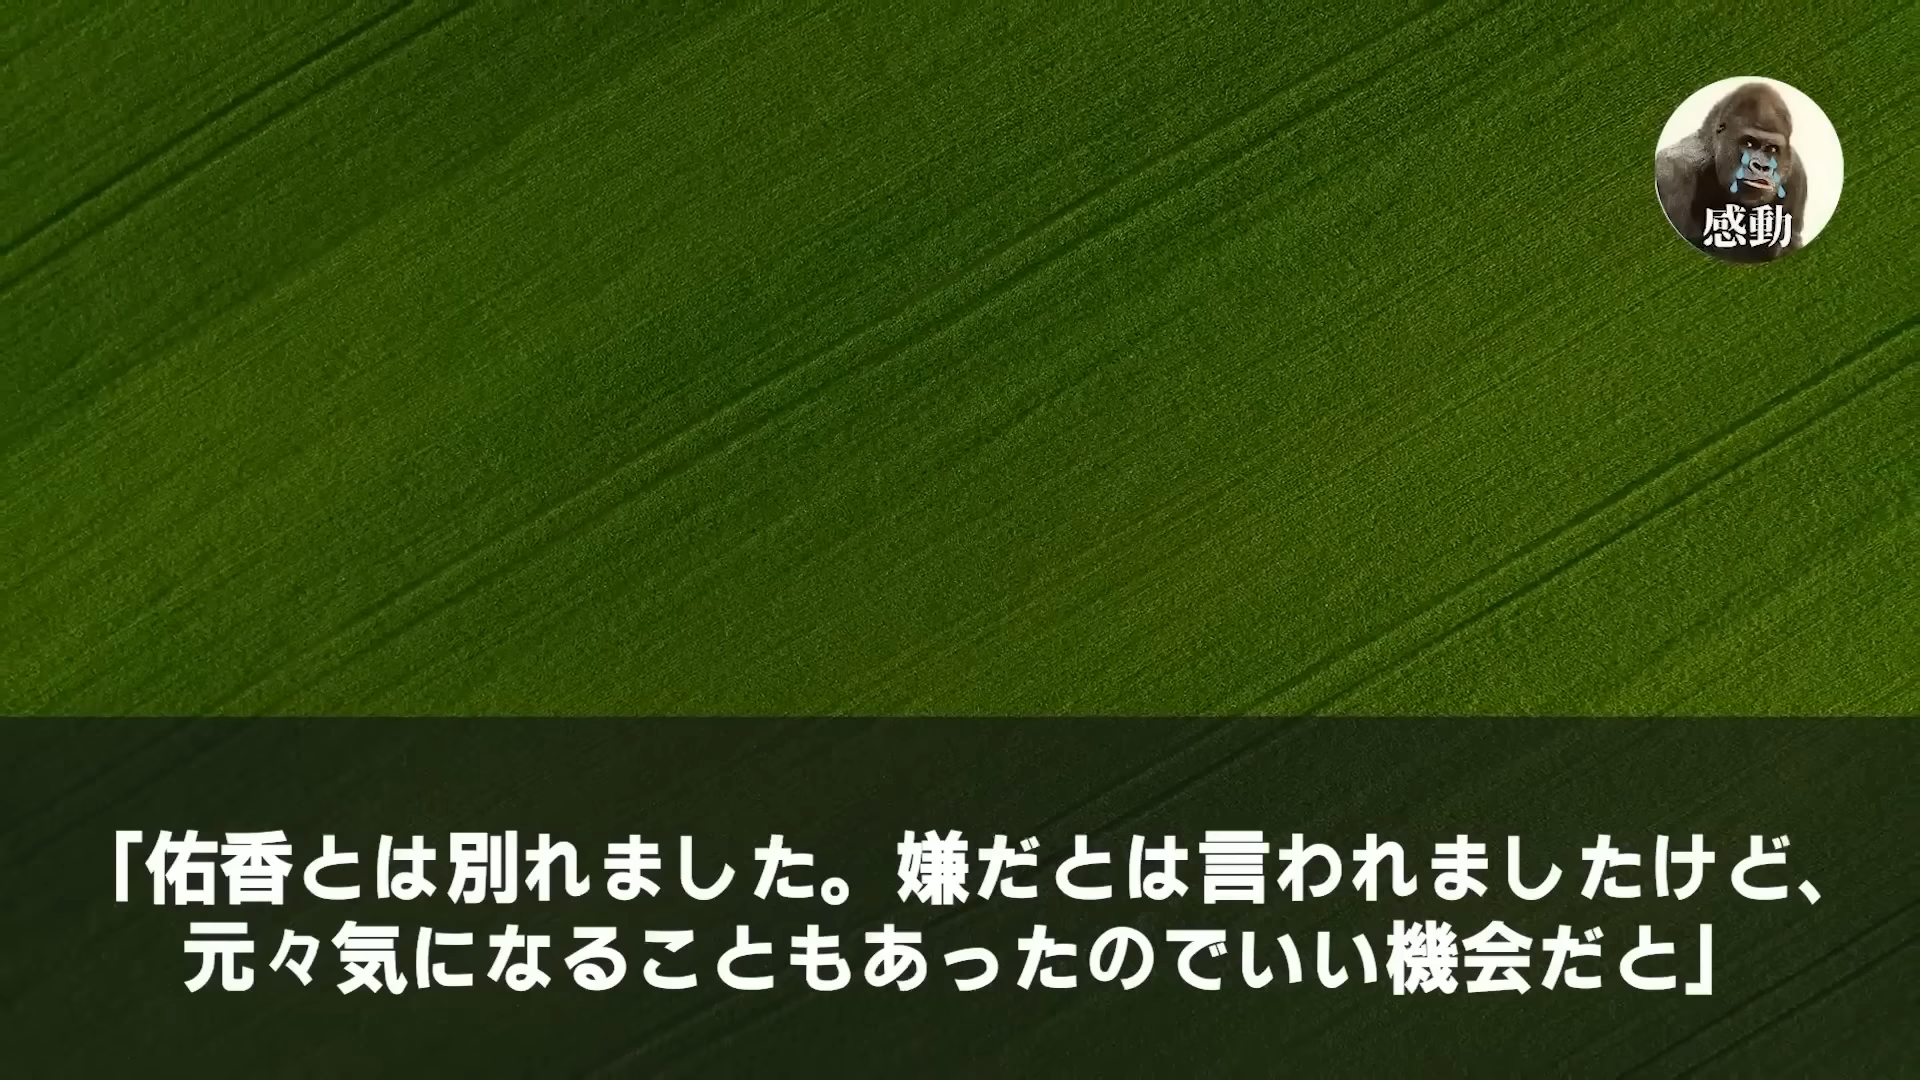 感動
「佑香とは別れました。嫌だとは言われましたけど、
元々気になることもあったのでいい機会だと」